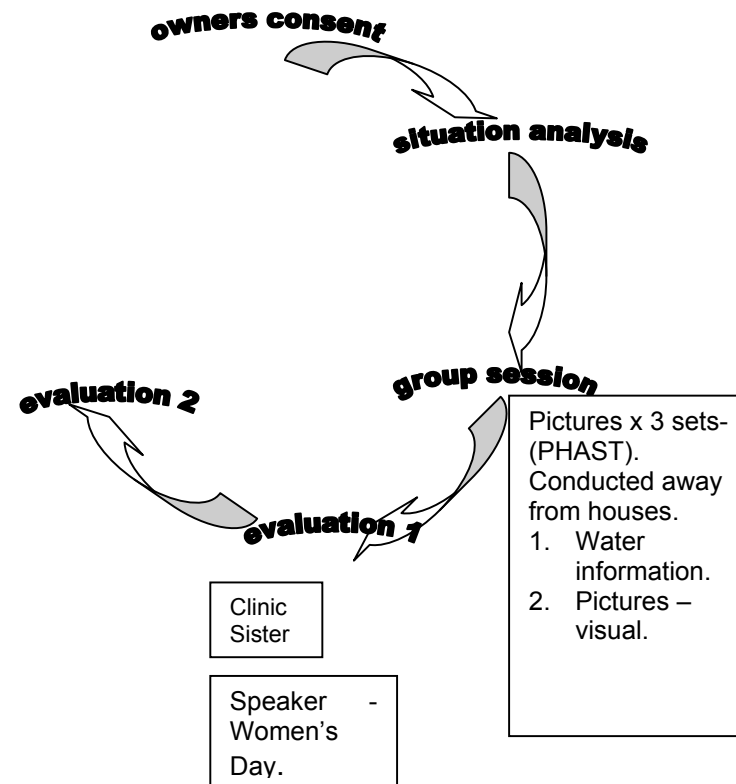 owners consent
situation analysis
group session
evaluation 2
evaluation 1
Pictures x 3 sets-
(PHAST).
Conducted away
from houses.
1. Water
information.
2. Pictures –
visual.
Clinic
Sister
Speaker -
Women's
Day.